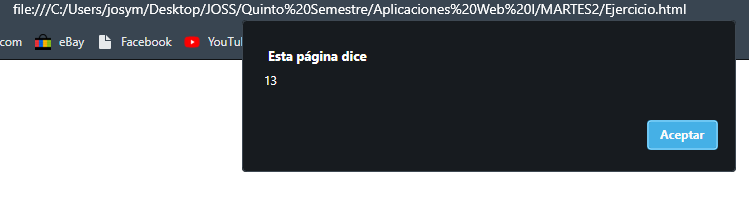 file:///C:/Users/josym/Desktop/JOSS/Quinto%20Semestre/Aplicaciones%20Web%20I/MARTES2/Ejercicio.html
com eBay Facebook YouTu
Esta página dice
13
Aceptar